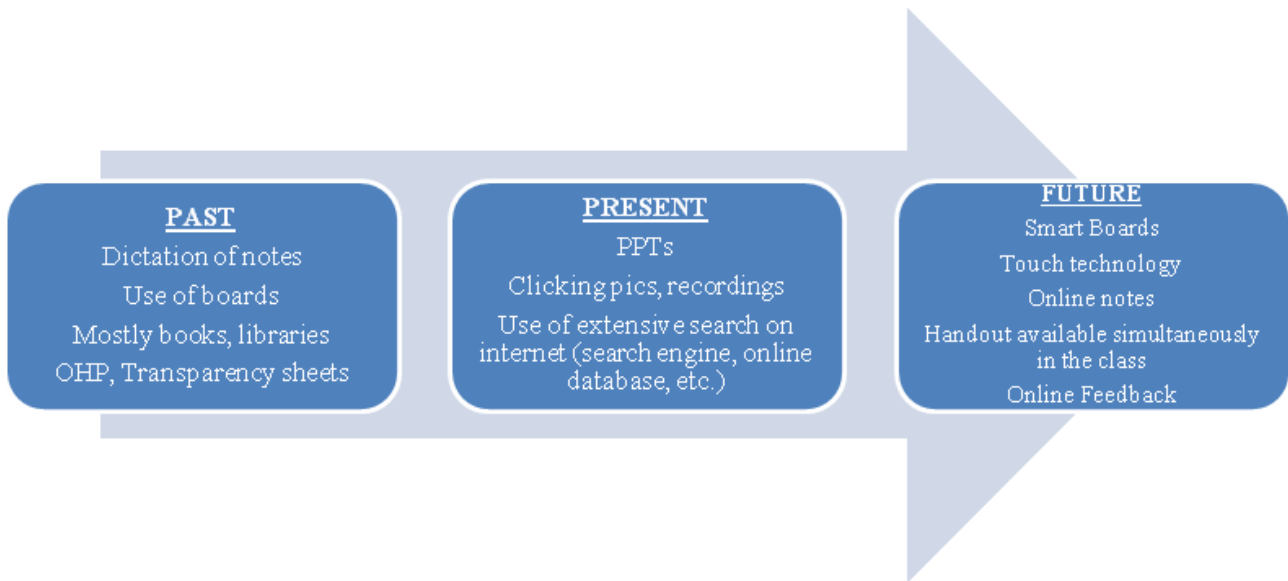 PAST
Dictation of notes
Use of boards
Mostly books, libraries
OHP, Transparency sheets
PRESENT
PPTs
Clicking pics, recordings
Use of extensive search on
internet (search engine, online
database, etc.)
FUTURE
Smart Boards
Touch technology
Online notes
Handout available simultaneously
in the class
Online Feedback